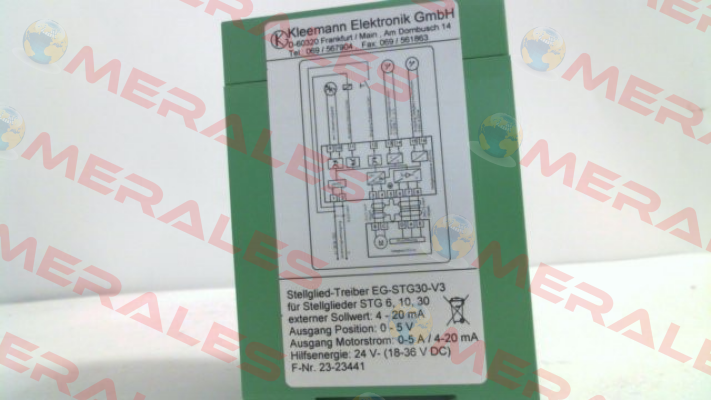 Kleemann Elektronik GmbH
D-60320 Frankfurt / Main , Am Dornbusch 14
Tel.: 069 / 567904 , Fax: 069 / 561863
Stellglied-Treiber EG-STG30-V3
für Stellglieder STG 6, 10, 30
externer Sollwert: 4 - 20 mA
Ausgang Position: 0 - 5 V
Ausgang Motorstrom: 0-5 A / 4-20 mA
Hilfsenergie: 24 V- (18-36 V DC)
F-Nr. 23-23441
MERALES
MERALES
MERALES
MERALES